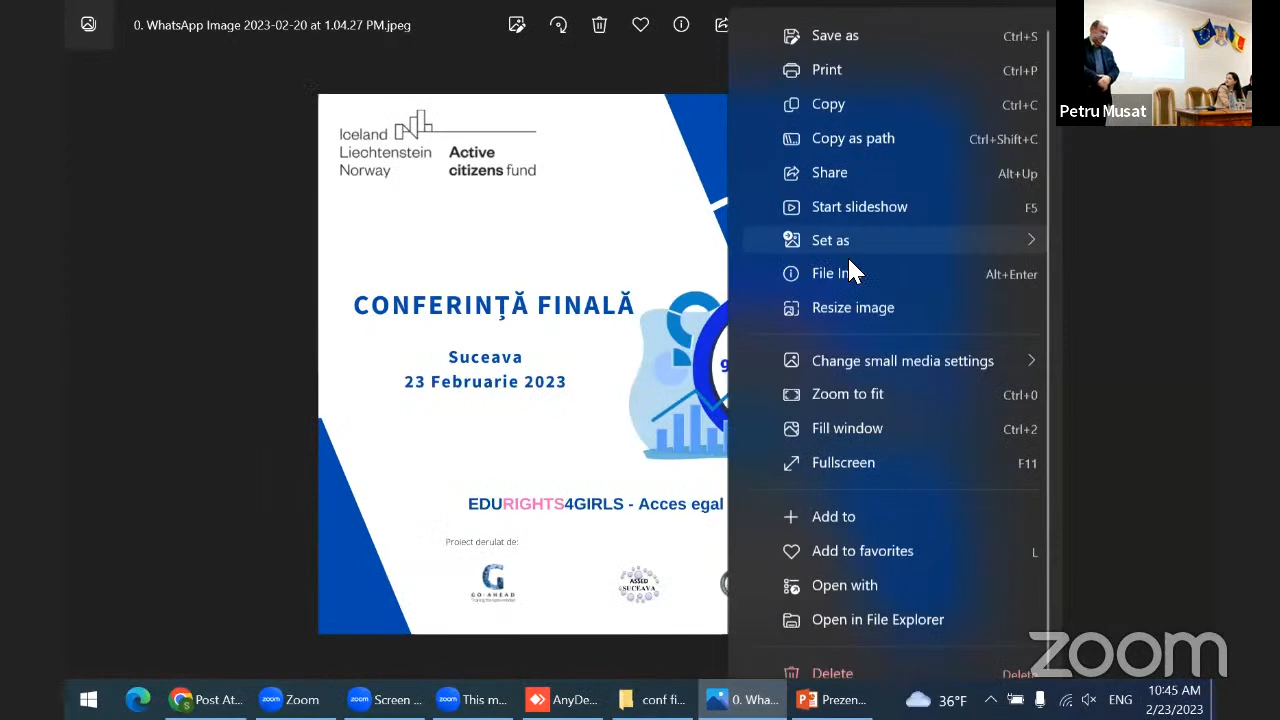 0. WhatsApp Image 2023-02-20 at 1.04.27 PM.jpeg
Petru Musat
Save as Ctrl+S
Print Ctrl+P
Copy Ctrl+C
Copy as path Ctrl+Shift+C
Share Alt+Up
Start slideshow F5
Set as
File In Alt+Enter
Resize image
Change small media settings
Zoom to fit Ctrl+0
Fill window Ctrl+2
Fullscreen F11
Add to
Add to favorites L
Open with
Open in File Explorer
Delete Delete
Iceland
Liechtenstein Active
Norway citizens fund
CONFERINȚĂ FINALĂ
Suceava
23 Februarie 2023
EDURIGHTS4GIRLS - Acces egal
Proiect derulat de:
G
GO-AHEAD
ASSED
SUCEAVA
zoom
Post At...
Zoom
Screen ...
This m...
AnyDe...
conf fi...
0. Wha...
Prezen...
36°F
ENG
10:45 AM
2/23/2023